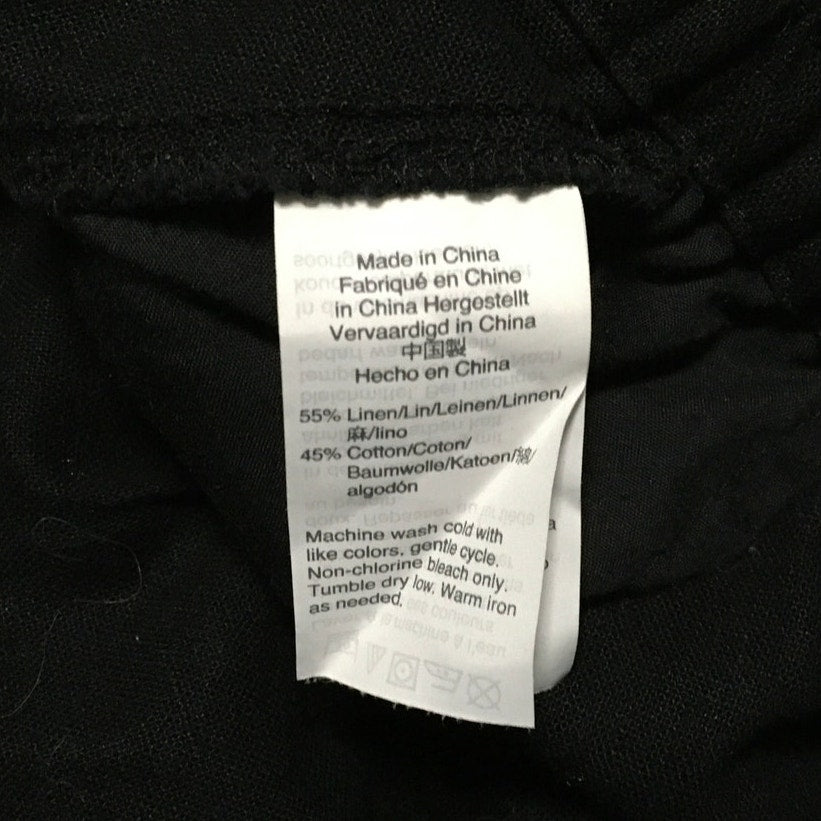 Made in China
Fabriqué en Chine
in China Hergestellt
Vervaardigd in China
中国製
Hecho en China
55% Linen/Lin/Leinen/Linnen/
麻/lino
45% Cotton/Coton/
Baumwolle/Katoen/綿/
algodón
Machine wash cold with
like colors, gentle cycle.
Non-chlorine bleach only.
Tumble dry low. Warm iron
as needed.